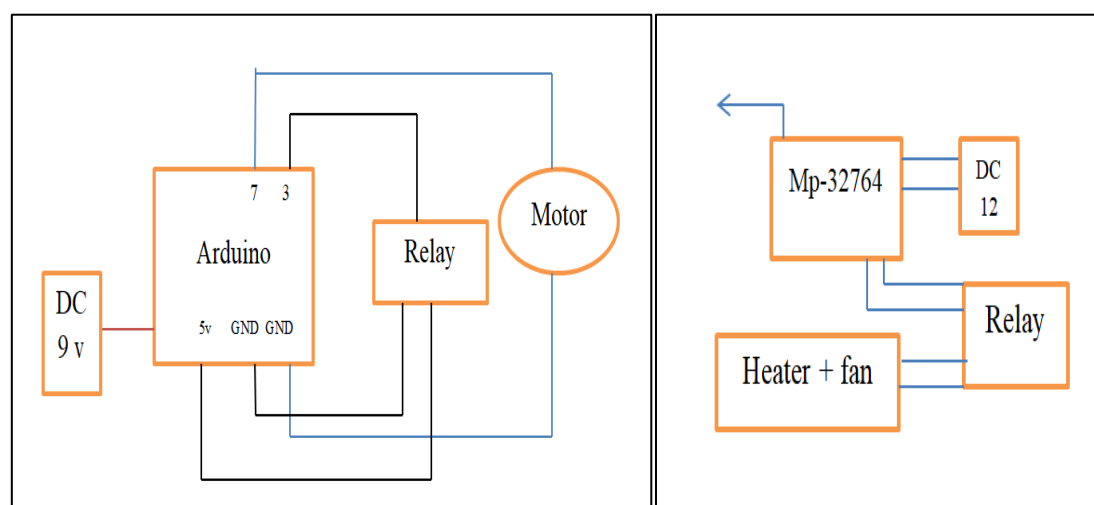 7 3
Arduino
5v GND GND
DC
9 v
Relay
Motor
Mp-32764
DC
12
Relay
Heater + fan